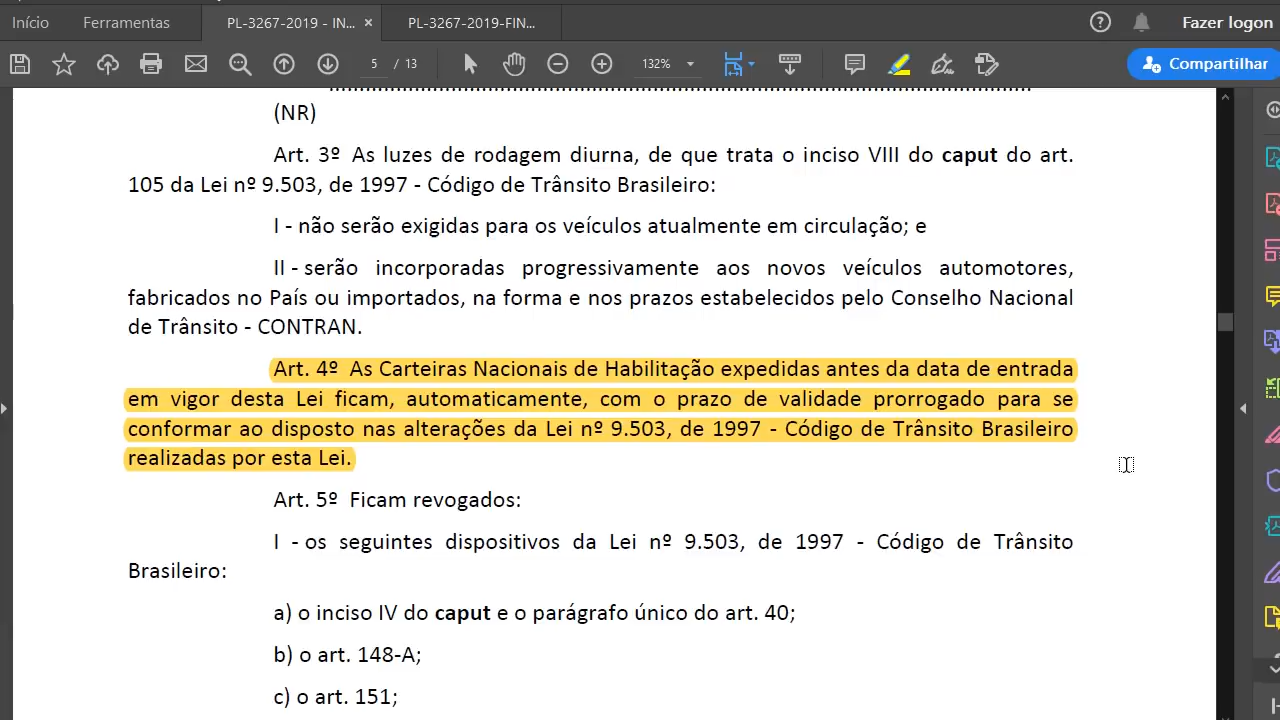 Início
Ferramentas
PL-3267-2019 - IN... ×
PL-3267-2019-FIN...
Fazer logon
5 / 13
132%
Compartilhar
(NR)
Art. 3º As luzes de rodagem diurna, de que trata o inciso VIII do caput do art.
105 da Lei nº 9.503, de 1997 - Código de Trânsito Brasileiro:
I - não serão exigidas para os veículos atualmente em circulação; e
II - serão incorporadas progressivamente aos novos veículos automotores,
fabricados no País ou importados, na forma e nos prazos estabelecidos pelo Conselho Nacional
de Trânsito - CONTRAN.
Art. 4º As Carteiras Nacionais de Habilitação expedidas antes da data de entrada
em vigor desta Lei ficam, automaticamente, com o prazo de validade prorrogado para se
conformar ao disposto nas alterações da Lei nº 9.503, de 1997 - Código de Trânsito Brasileiro
realizadas por esta Lei.
Art. 5º Ficam revogados:
I - os seguintes dispositivos da Lei nº 9.503, de 1997 - Código de Trânsito
Brasileiro:
a) o inciso IV do caput e o parágrafo único do art. 40;
b) o art. 148-A;
c) o art. 151;